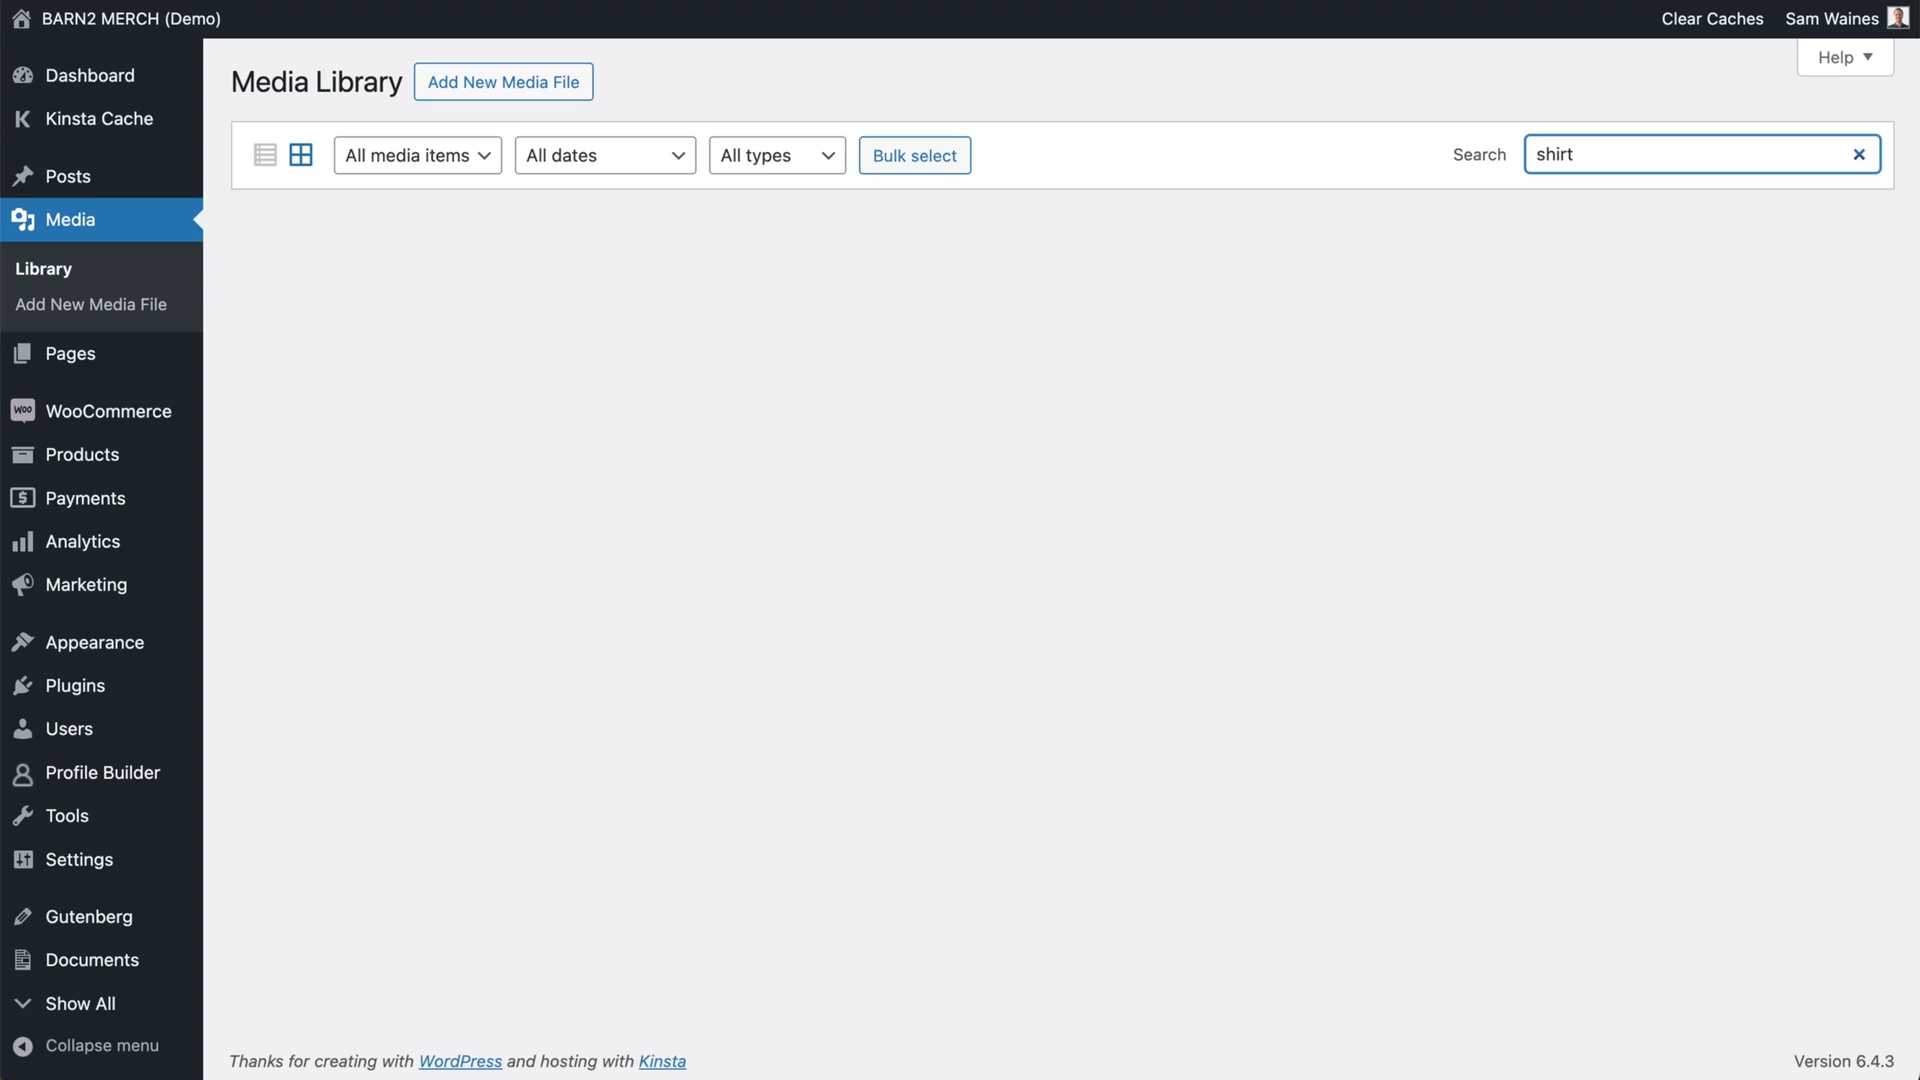 BARN2 MERCH (Demo)
Clear Caches
Sam Waines
Dashboard
Kinsta Cache
Posts
Media
Library
Add New Media File
Pages
WOO
WooCommerce
Products
Payments
Analytics
Marketing
Appearance
Plugins
Users
Profile Builder
Tools
Settings
Gutenberg
Documents
Show All
Collapse menu
Help
Media Library
Add New Media File
All media items
All dates
All types
Bulk select
Search
shirt
Thanks for creating with WordPress and hosting with Kinsta
Version 6.4.3